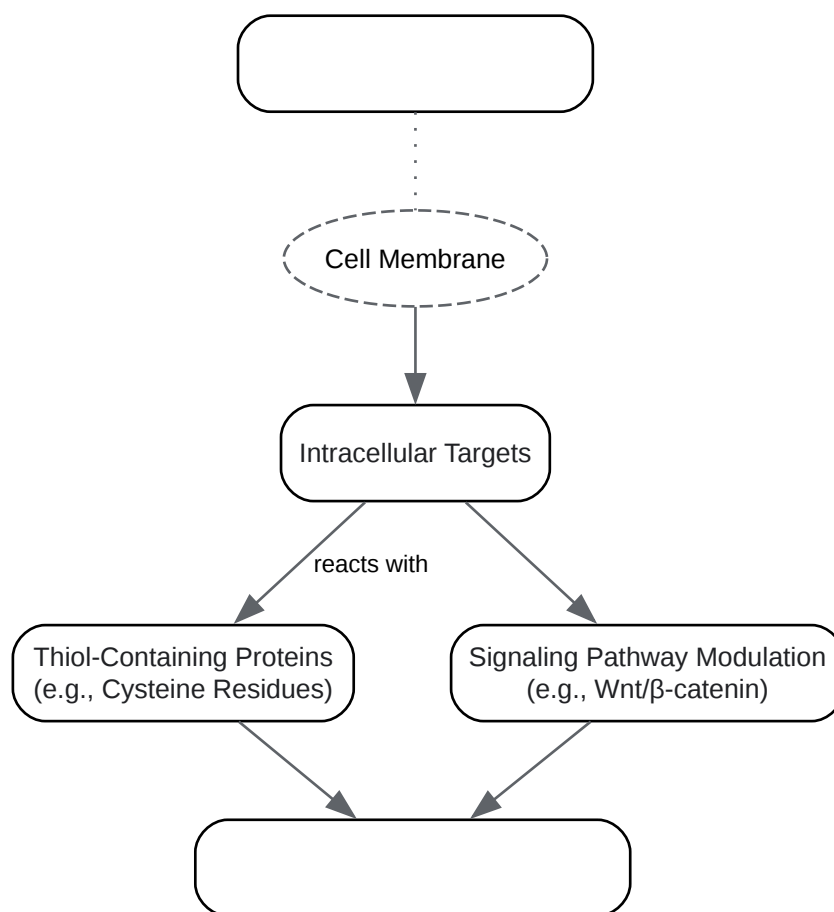 Cell Membrane
Intracellular Targets
reacts with
Thiol-Containing Proteins
(e.g., Cysteine Residues)
Signaling Pathway Modulation
(e.g., Wnt/β-catenin)